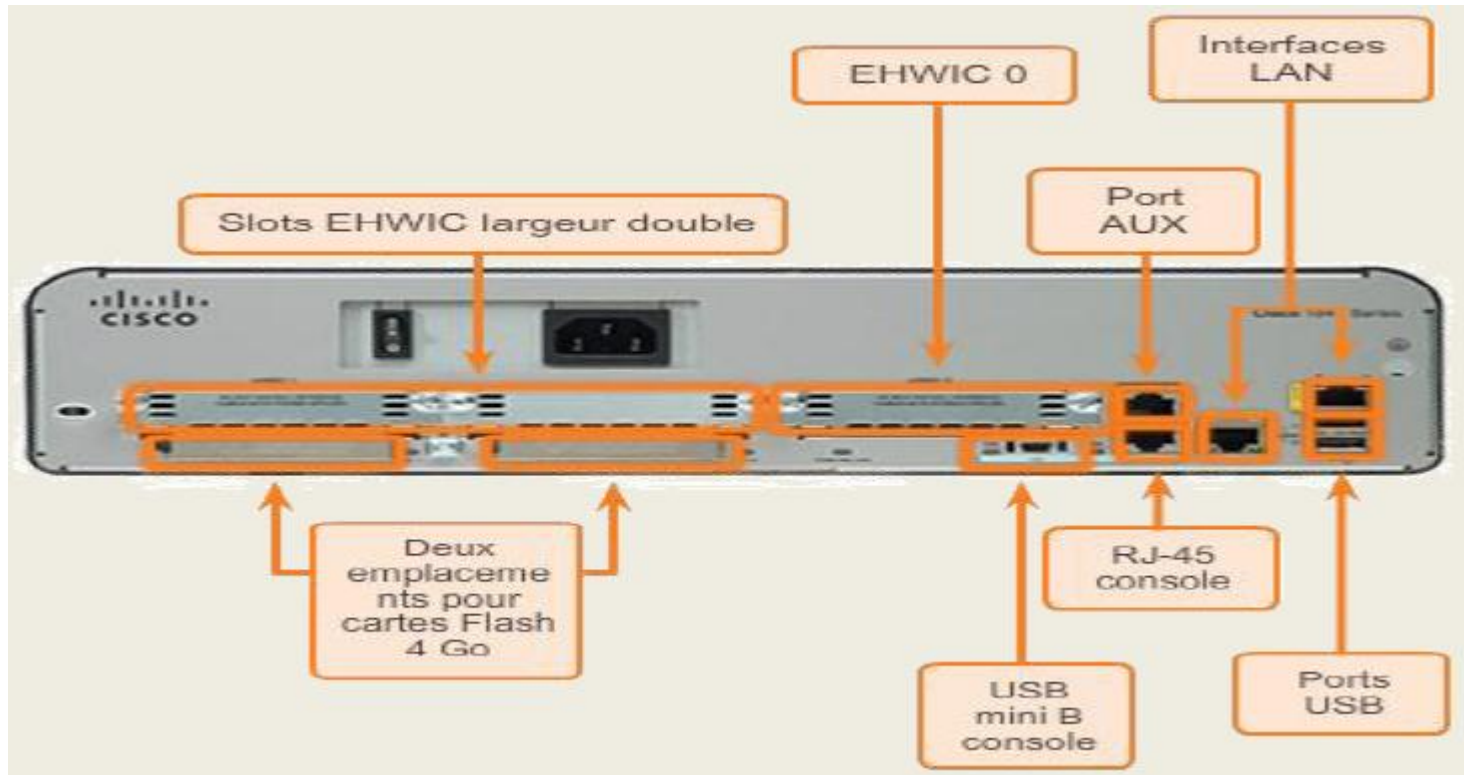 Interfaces
LAN
EHWIC 0
Port
AUX
Slots EHWIC largeur double
CISCO
Series
Deux
emplaceme
nts pour
cartes Flash
4 Go
RJ-45
console
USB
mini B
console
Ports
USB